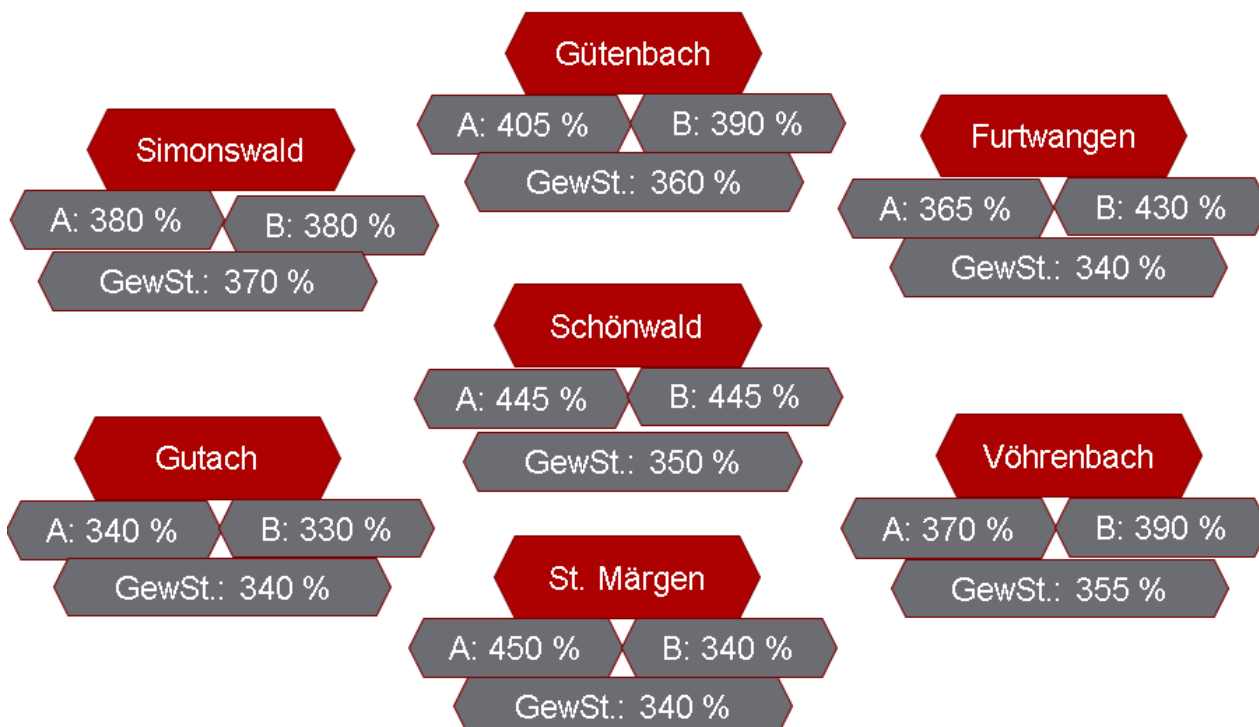 Gütenbach
A: 405 %
B: 390 %
GewSt.: 360 %
Simonswald
A: 380 %
B: 380 %
GewSt.: 370 %
Furtwangen
A: 365 %
B: 430 %
GewSt.: 340 %
Schönwald
A: 445 %
B: 445 %
GewSt.: 350 %
Gutach
A: 340 %
B: 330 %
GewSt.: 340 %
Vöhrenbach
A: 370 %
B: 390 %
GewSt.: 355 %
St. Märgen
A: 450 %
B: 340 %
GewSt.: 340 %